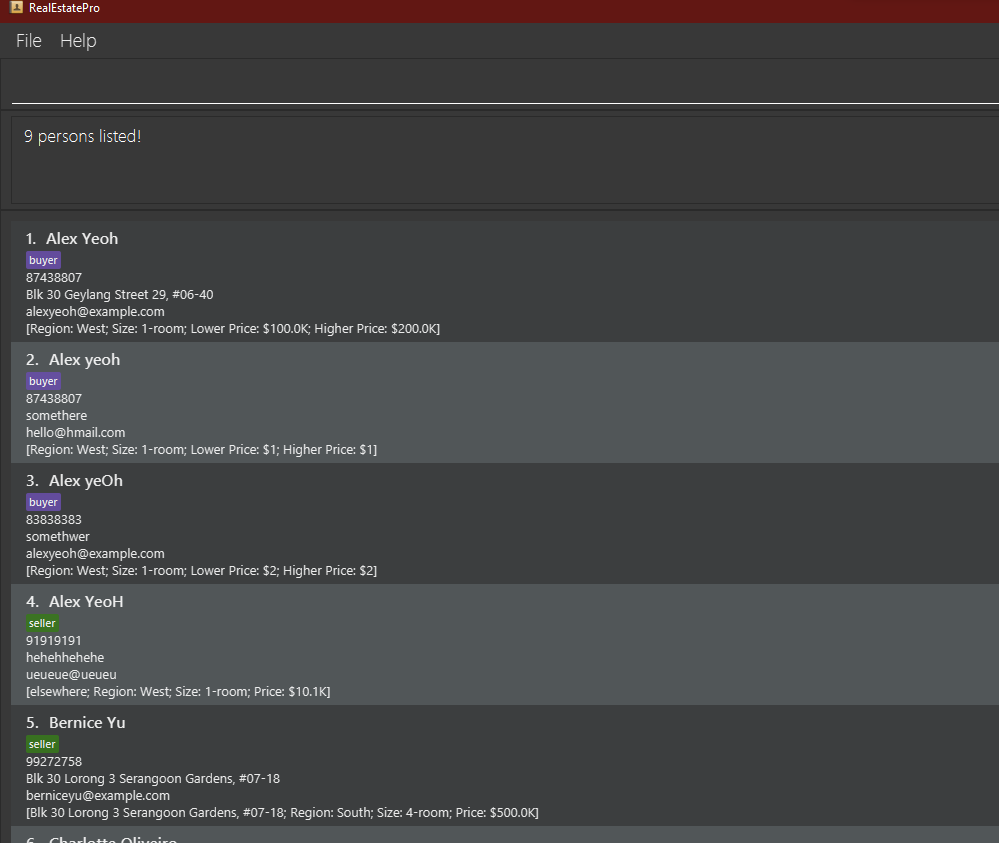 RealEstatePro
File Help
9 persons listed!
1. Alex Yeoh
buyer
87438807
Blk 30 Geylang Street 29, #06-40
alexyeoh@example.com
[Region: West; Size: 1-room; Lower Price: $100.0K; Higher Price: $200.0K]
2. Alex yeoh
buyer
87438807
somethere
hello@hmail.com
[Region: West; Size: 1-room; Lower Price: $1; Higher Price: $1]
3. Alex yeOh
buyer
83838383
somethwer
alexyeoh@example.com
[Region: West; Size: 1-room; Lower Price: $2; Higher Price: $2]
4. Alex YeoH
seller
91919191
hehehhehehe
ueueue@ueueu
[elsewhere; Region: West; Size: 1-room; Price: $10.1K]
5. Bernice Yu
seller
99272758
Blk 30 Lorong 3 Serangoon Gardens, #07-18
berniceyu@example.com
[Blk 30 Lorong 3 Serangoon Gardens, #07-18; Region: South; Size: 4-room; Price: $500.0K]
6. Charlotte Oliveiro